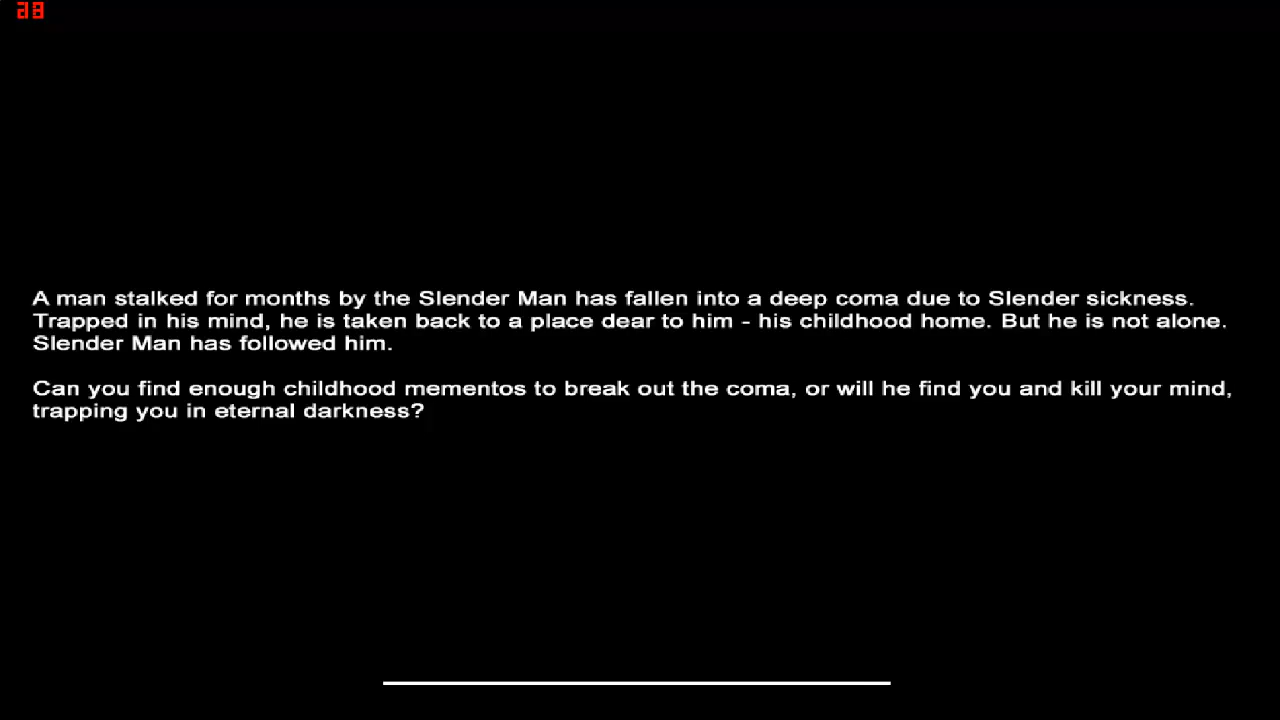 28
A man stalked for months by the Slender Man has fallen into a deep coma due to Slender sickness.
Trapped in his mind, he is taken back to a place dear to him - his childhood home. But he is not alone.
Slender Man has followed him.
Can you find enough childhood mementos to break out the coma, or will he find you and kill your mind,
trapping you in eternal darkness?